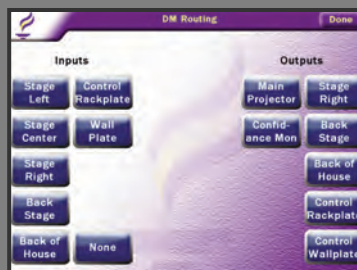 DM Routing
Done
Inputs
Outputs
Stage
Left
Control
Rackplate
Main
Projector
Stage
Right
Stage
Center
Wall
Plate
Confid-
ance Mon
Back
Stage
Stage
Right
Back of
House
Back
Stage
Control
Rackplate
Back of
House
None
Control
Wallplate